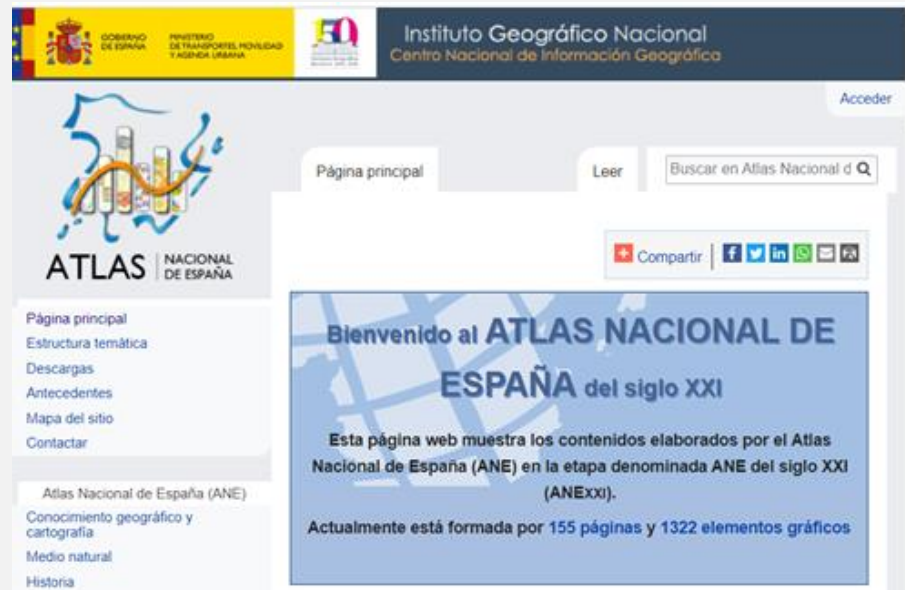 GOBIERNO
DE ESPAÑA
MINISTERIO
DE TRANSPORTES, MOVILIDAD
Y AGENDA URBANA
Instituto Geográfico Nacional
Centro Nacional de Información Geográfica
Acceder
Página principal
Leer
Buscar en Atlas Nacional d
ATLAS NACIONAL
DE ESPAÑA
Compartir
Página principal
Estructura temática
Descargas
Antecedentes
Mapa del sitio
Contactar
Bienvenido al ATLAS NACIONAL DE
ESPAÑA del siglo XXI
Esta página web muestra los contenidos elaborados por el Atlas
Nacional de España (ANE) en la etapa denominada ANE del siglo XXI
(ANEXXI).
Actualmente está formada por 155 páginas y 1322 elementos gráficos
Atlas Nacional de España (ANE)
Conocimiento geográfico y
cartografía
Medio natural
Historia